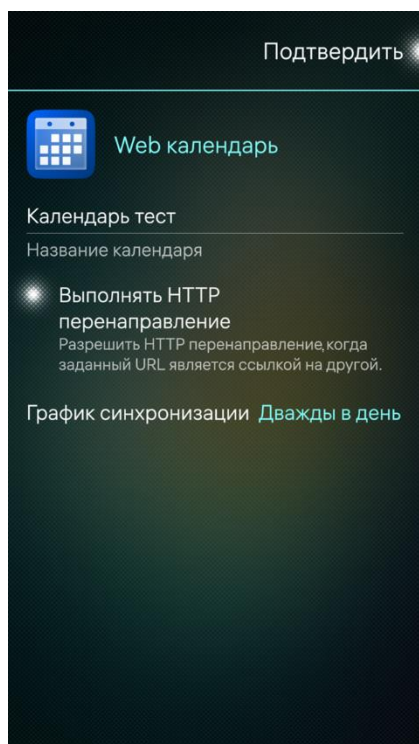 Подтвердить
Web календарь
Календарь тест
Название календаря
Выполнять HTTP
перенаправление
Разрешить HTTP перенаправление, когда
заданный URL является ссылкой на другой.
График синхронизации Дважды в день